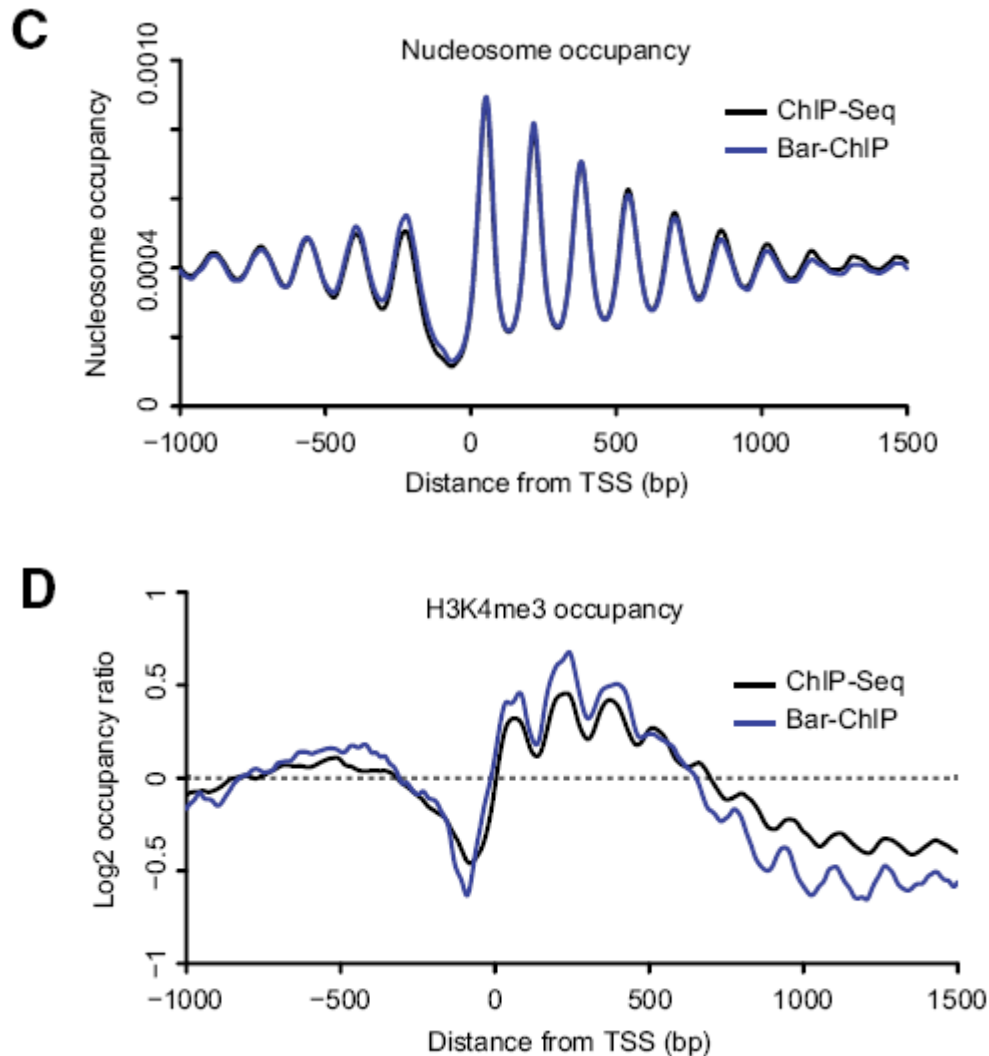 C
Nucleosome occupancy
ChIP-Seq
Bar-ChIP
Nucleosome occupancy
0.0010
0.0004
0
−1000
−500
0
500
1000
1500
Distance from TSS (bp)
D
H3K4me3 occupancy
ChIP-Seq
Bar-ChIP
Log2 occupancy ratio
1
0.5
0
−0.5
−1
−1000
−500
0
500
1000
1500
Distance from TSS (bp)